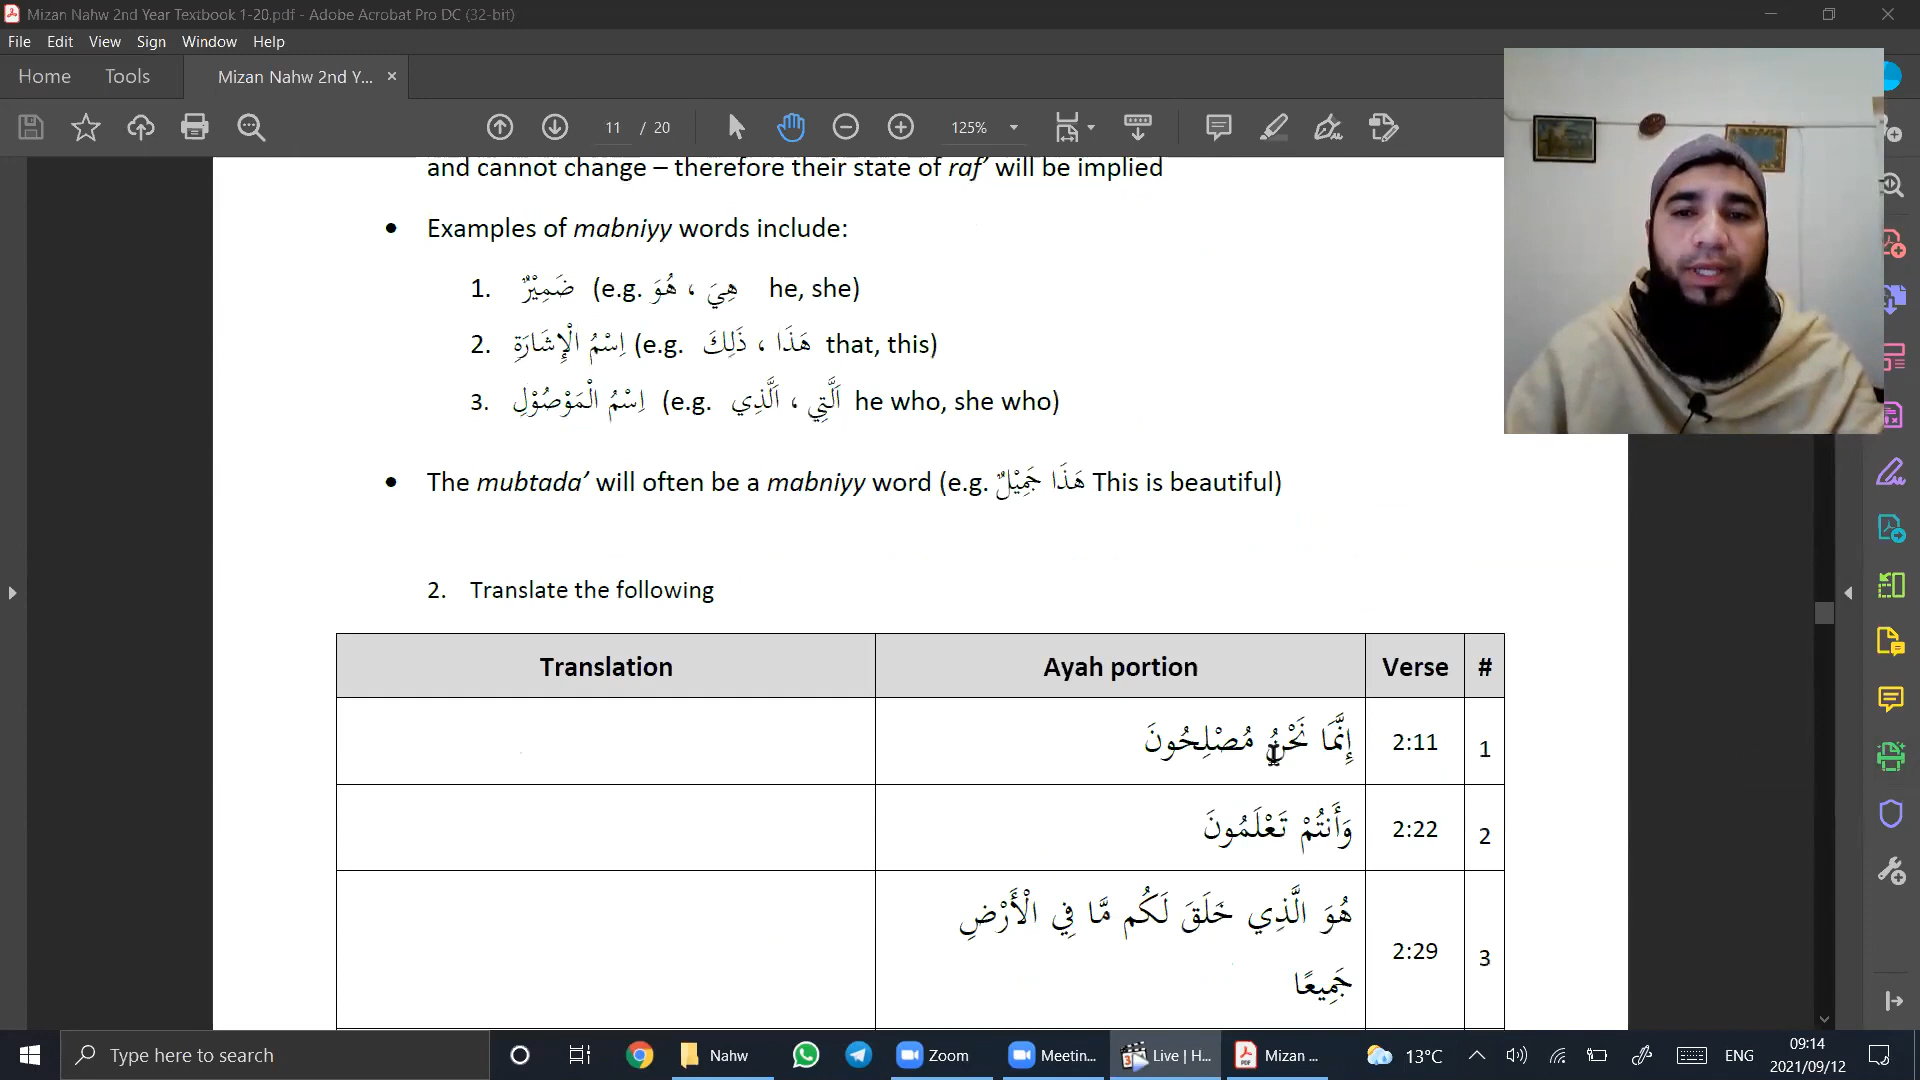 Mizan Nahw 2nd Year Textbook 1-20.pdf - Adobe Acrobat Pro DC (32-bit)
File Edit View Sign Window Help
Home Tools Mizan Nahw 2nd Y... ×
11 / 20 125%
and cannot change – therefore their state of raf’ will be implied
• Examples of mabniyy words include:
1. ضَمِيْرٌ (e.g. هِيَ ، هُوَ he, she)
2. اِسْمُ الْإِشَارَةِ (e.g. هَذَا ، ذَلِكَ that, this)
3. اِسْمُ الْمَوْصُوْلِ (e.g. اَلَّتِي ، اَلَّذِي he who, she who)
• The mubtada’ will often be a mabniyy word (e.g. هَذَا جَمِيْلٌ This is beautiful)
2. Translate the following
Translation Ayah portion Verse #
إِنَّمَا نَحْنُ مُصْلِحُونَ 2:11 1
وَأَنتُمْ تَعْلَمُونَ 2:22 2
هُوَ الَّذِي خَلَقَ لَكُم مَّا فِي الْأَرْضِ
جَمِيعًا 2:29 3
Type here to search Nahw Zoom Meetin... Live | H... Mizan ... 13°C ENG 09:14
2021/09/12